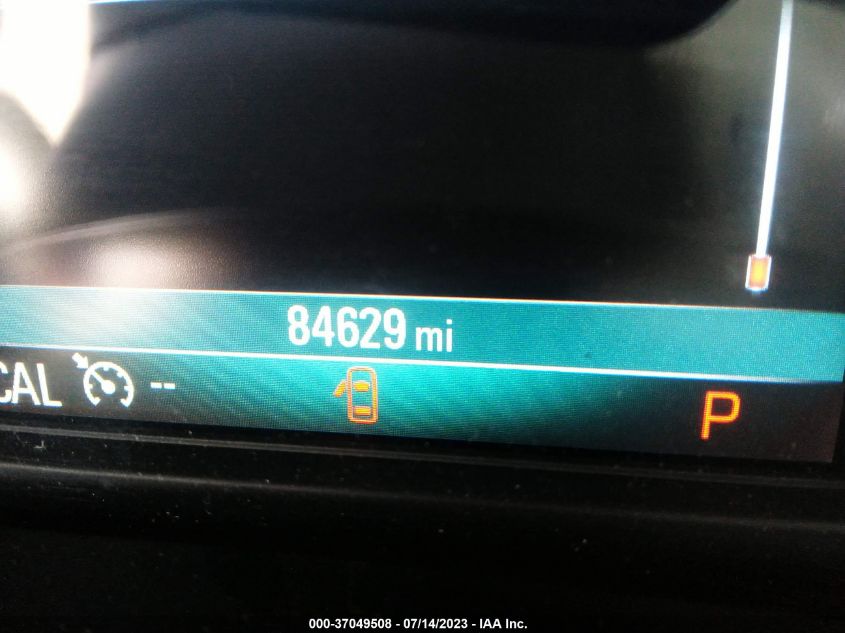 84629 mi
CAL -- P
000-37049508 - 07/14/2023 - IAA Inc.